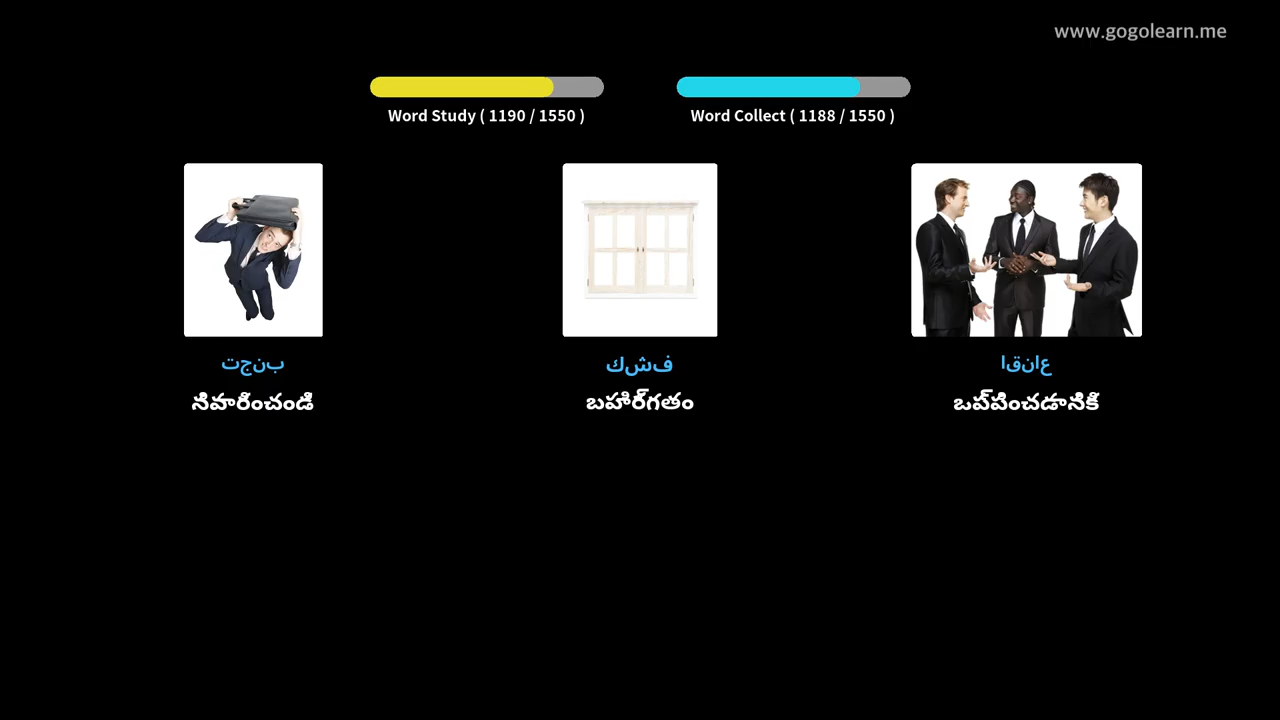 www.gogolearn.me
Word Study ( 1190 / 1550 )
Word Collect ( 1188 / 1550 )
تجنب
نివారించండి
كشف
బహిర్గతం
اقناع
ఒప్పించడానికి